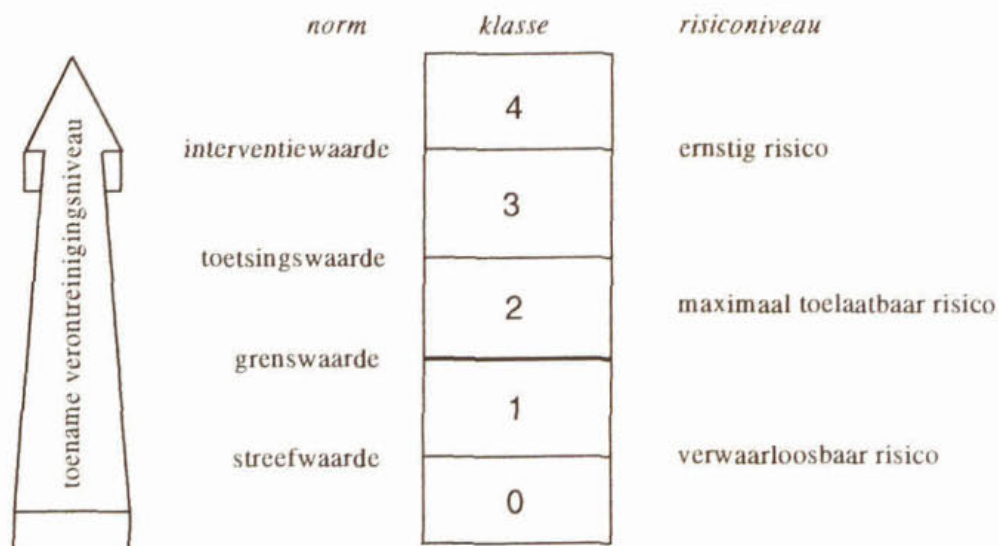 norm klasse risiconiveau
4
interventiewaarde ernstig risico
3
toetsingswaarde
2 maximaal toelaatbaar risico
grenswaarde
1
streefwaarde verwaarloosbaar risico
0
toename verontreinigingsniveau